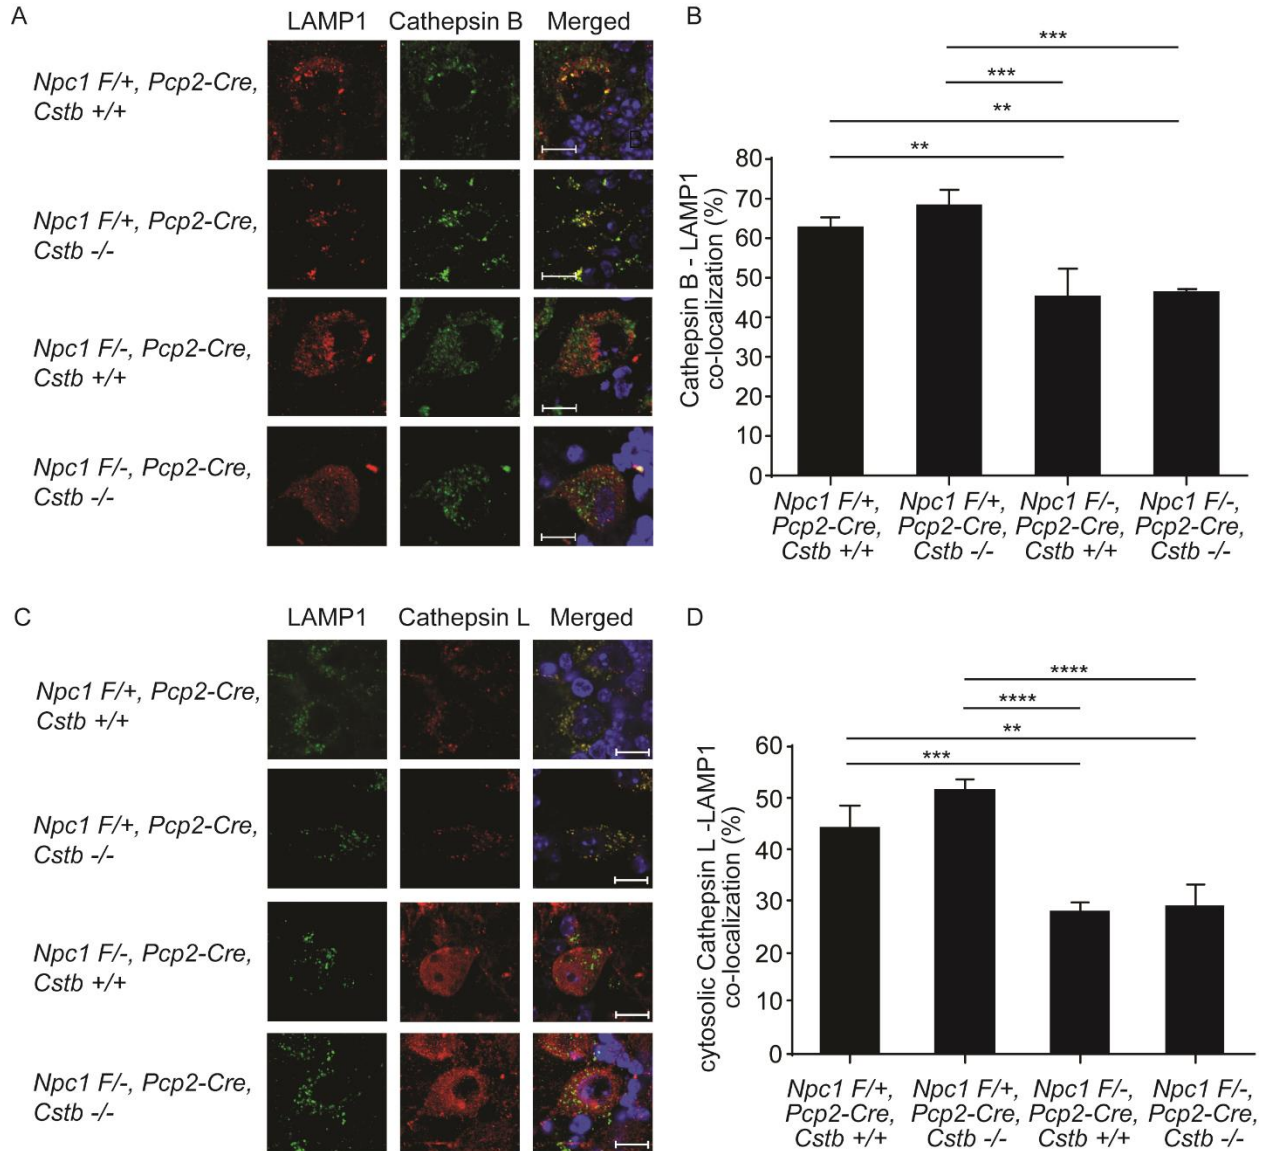 A
LAMP1 Cathepsin B Merged
Npc1 F/+, Pcp2-Cre,
Cstb +/+
Npc1 F/+, Pcp2-Cre,
Cstb -/-
Npc1 F/-, Pcp2-Cre,
Cstb +/+
Npc1 F/-, Pcp2-Cre,
Cstb -/-
B
***
***
**
**
Cathepsin B - LAMP1
co-localization (%)
80
70
60
50
40
30
20
10
0
Npc1 F/+,
Pcp2-Cre,
Cstb +/+
Npc1 F/+,
Pcp2-Cre,
Cstb -/-
Npc1 F/-,
Pcp2-Cre,
Cstb +/+
Npc1 F/-,
Pcp2-Cre,
Cstb -/-
C
LAMP1 Cathepsin L Merged
Npc1 F/+, Pcp2-Cre,
Cstb +/+
Npc1 F/+, Pcp2-Cre,
Cstb -/-
Npc1 F/-, Pcp2-Cre,
Cstb +/+
Npc1 F/-, Pcp2-Cre,
Cstb -/-
D
****
****
**
***
cytosolic Cathepsin L -LAMP1
co-localization (%)
60
50
40
30
20
10
0
Npc1 F/+,
Pcp2-Cre,
Cstb +/+
Npc1 F/+,
Pcp2-Cre,
Cstb -/-
Npc1 F/-,
Pcp2-Cre,
Cstb +/+
Npc1 F/-,
Pcp2-Cre,
Cstb -/-